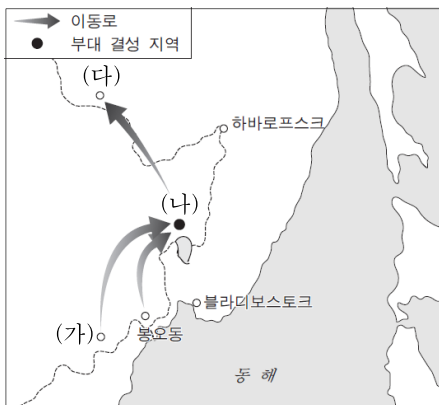 이동로
부대 결성 지역
(다)
하바로프스크
(나)
블라디보스토크
(가)
봉오동
동해